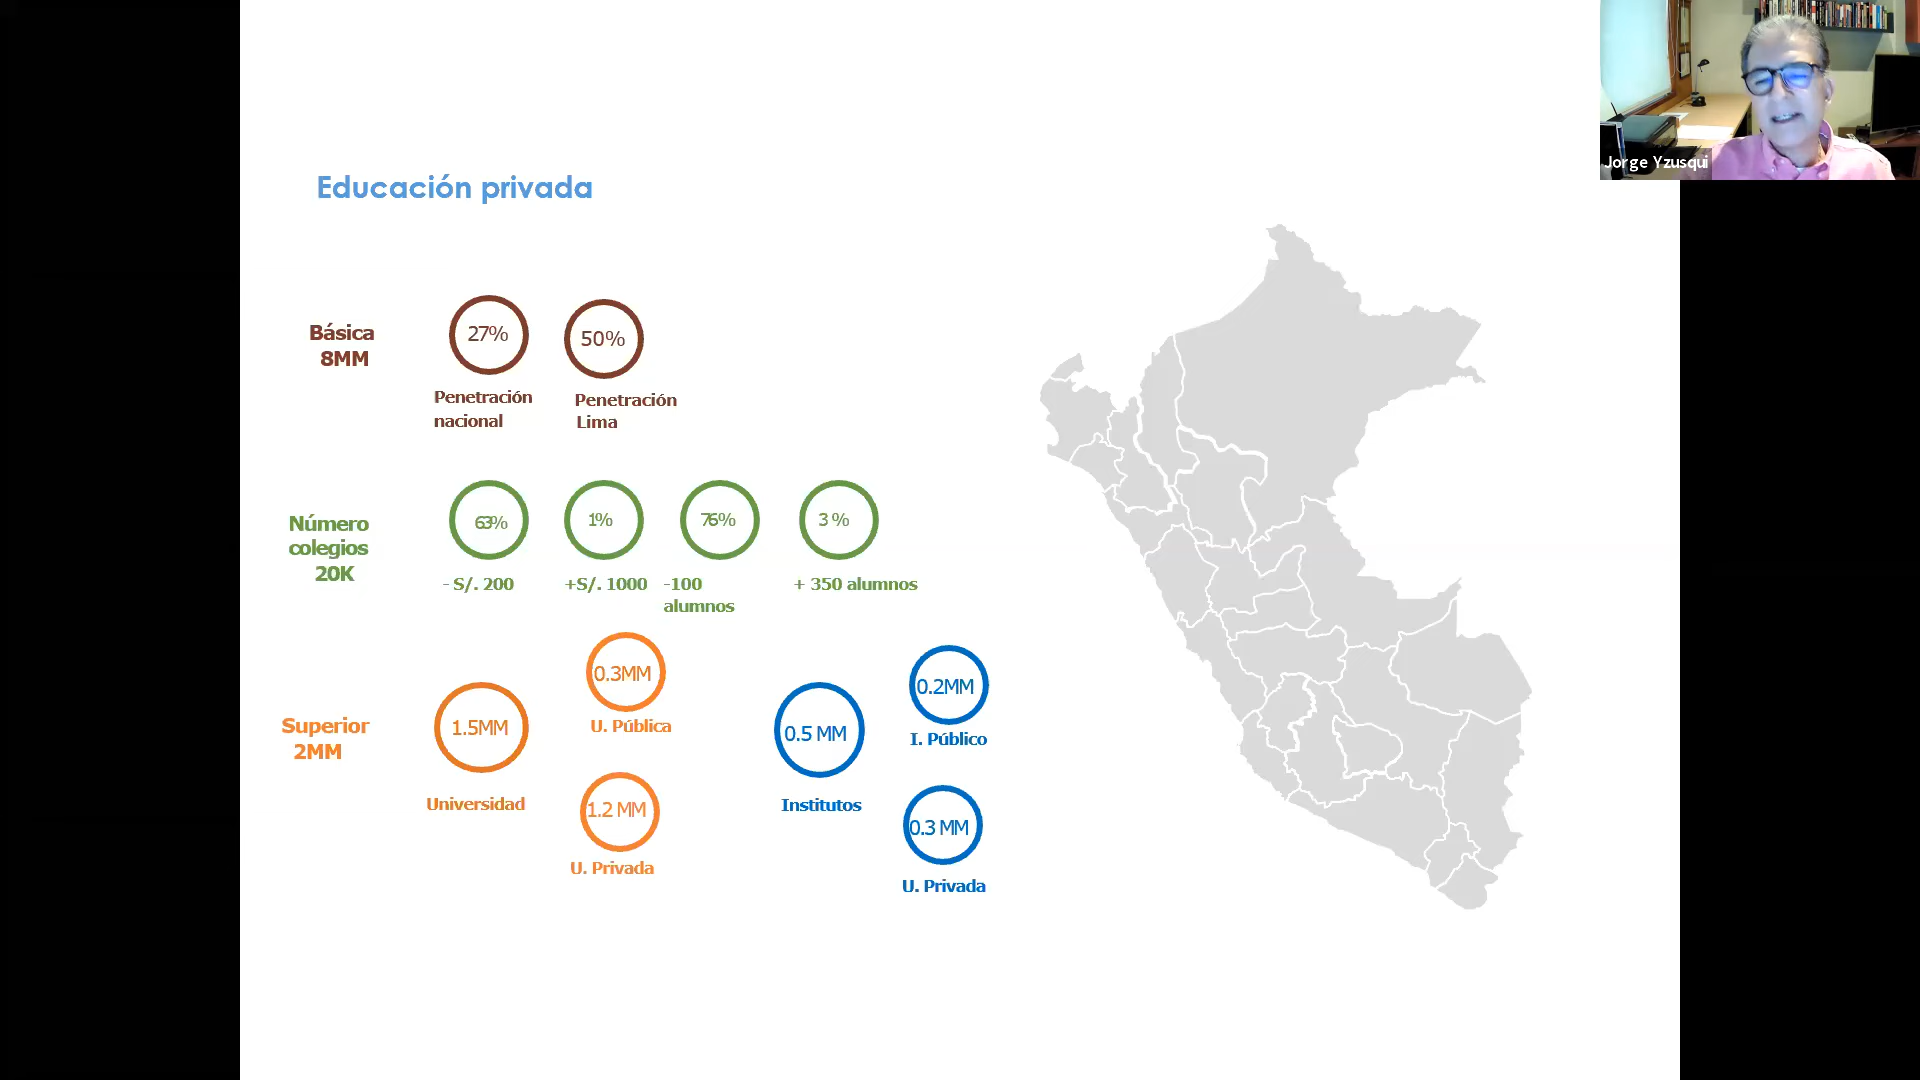 Jorge Yzusqui
Educación privada
Básica
8MM
27%
50%
Penetración
nacional
Penetración
Lima
Número
colegios
20K
63%
1%
76%
3 %
- S/. 200
+S/. 1000
-100
alumnos
+ 350 alumnos
Superior
2MM
1.5MM
Universidad
0.3MM
U. Pública
1.2 MM
U. Privada
0.5 MM
Institutos
0.2MM
I. Público
0.3 MM
U. Privada